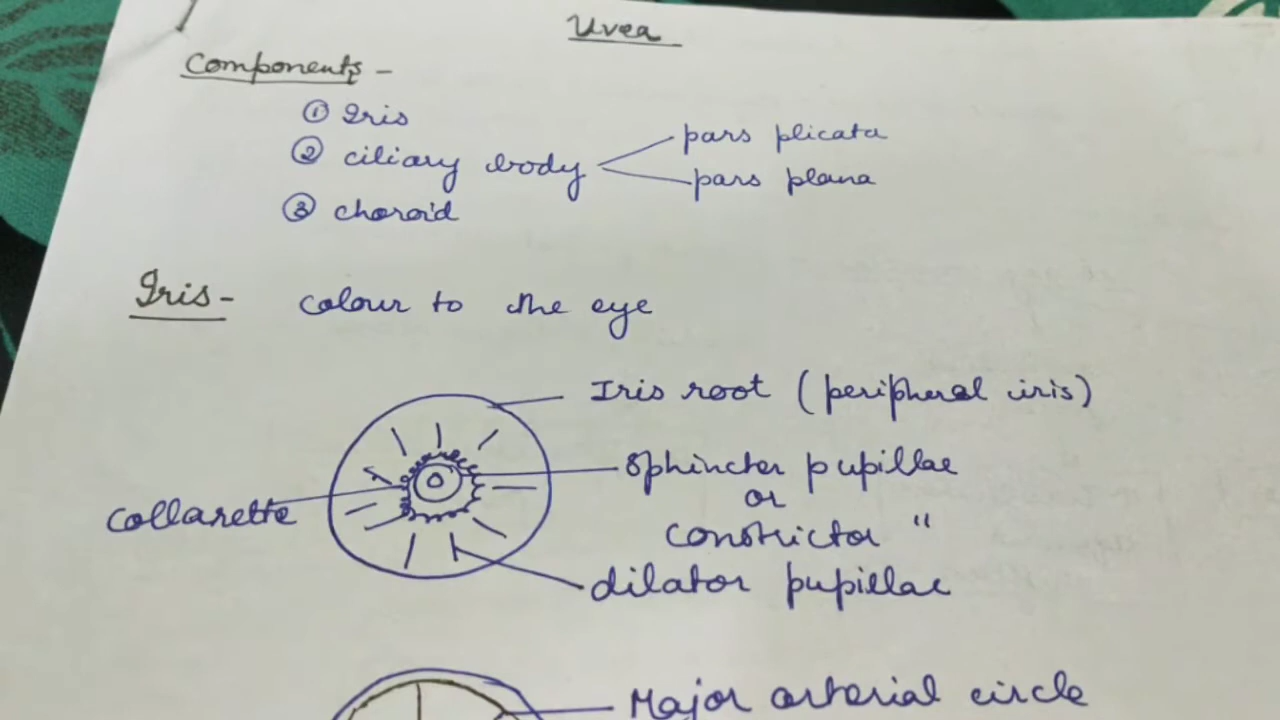 Uvea
Components -
① Iris
② ciliary body
pars plicata
pars plana
③ choroid
Iris - colour to the eye
Iris root (peripheral iris)
sphincter pupillae
or
constrictor "
collarette
dilator pupillae
Major arterial circle